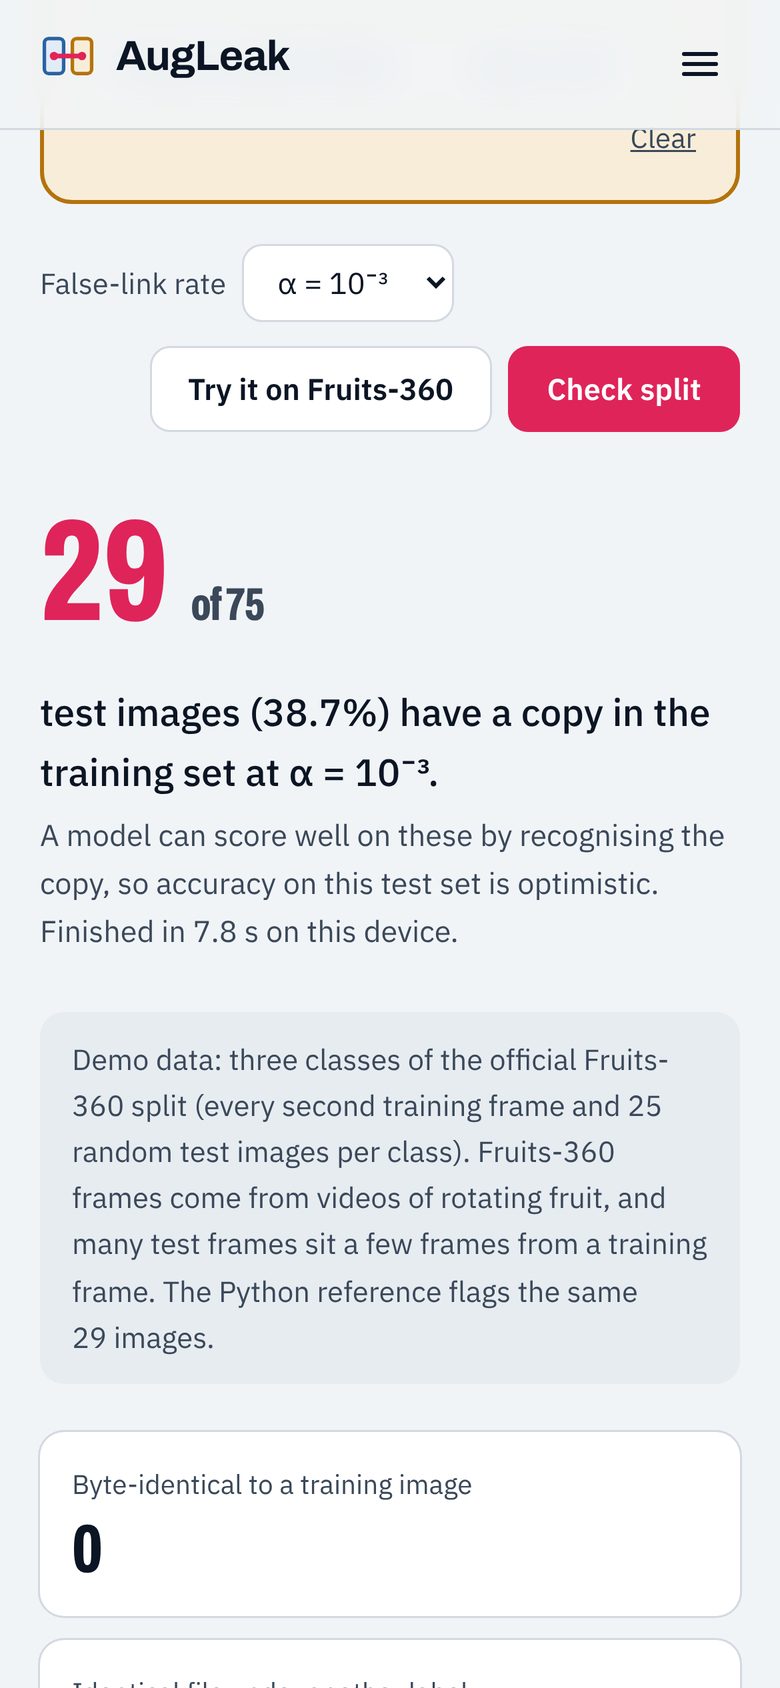 AugLeak
Clear
False-link rate
α = 10⁻³
Try it on Fruits-360
Check split
29 of 75
test images (38.7%) have a copy in the
training set at α = 10⁻³.
A model can score well on these by recognising the
copy, so accuracy on this test set is optimistic.
Finished in 7.8 s on this device.
Demo data: three classes of the official Fruits-
360 split (every second training frame and 25
random test images per class). Fruits-360
frames come from videos of rotating fruit, and
many test frames sit a few frames from a training
frame. The Python reference flags the same
29 images.
Byte-identical to a training image
0